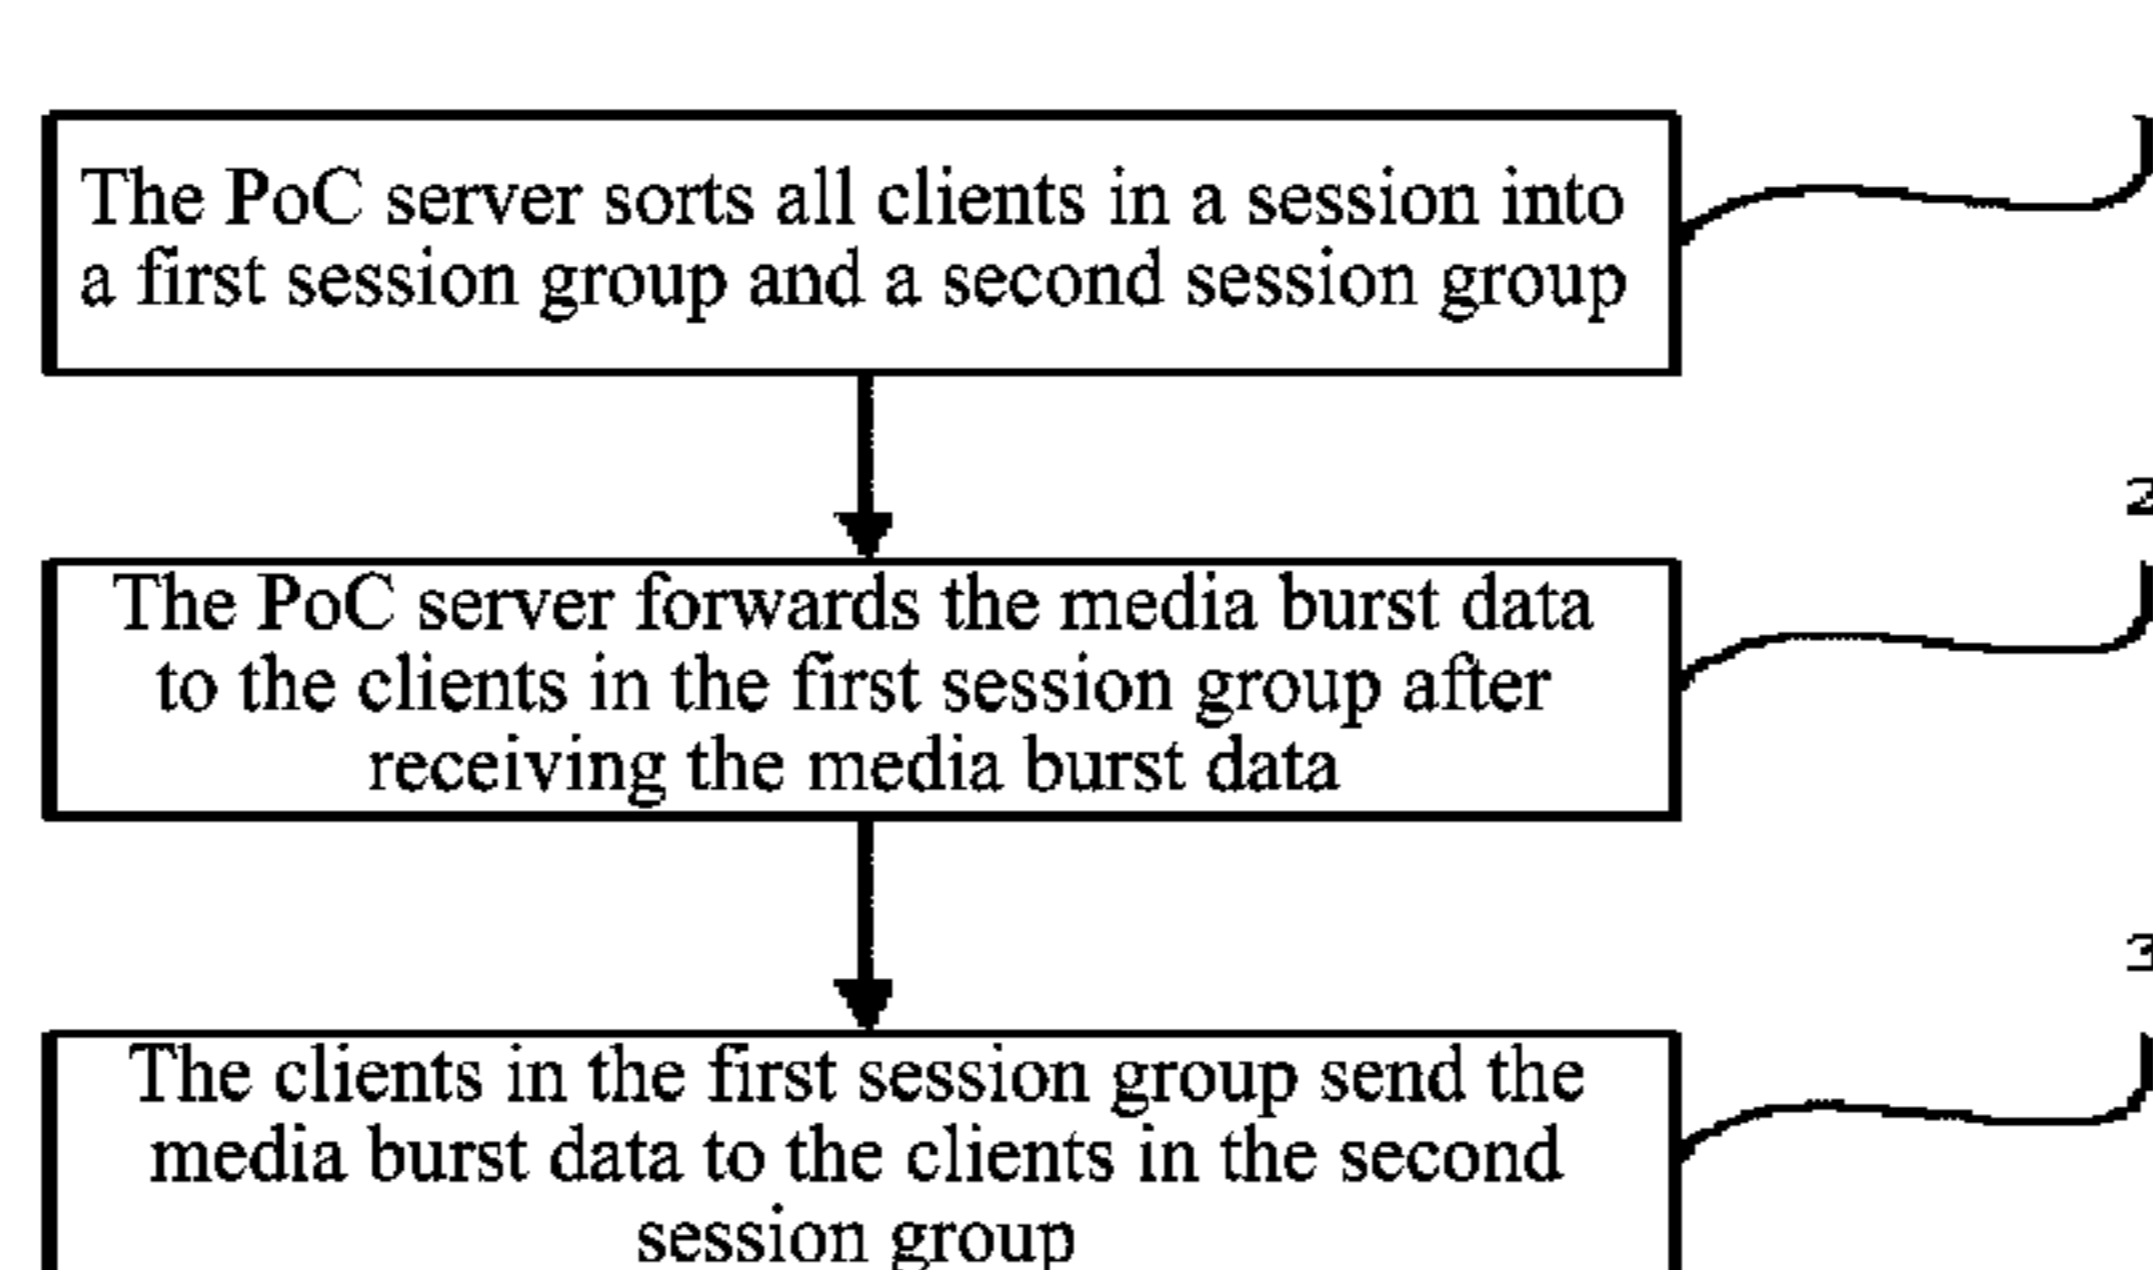 The PoC server sorts all clients in a session into
a first session group and a second session group
2
The PoC server forwards the media burst data
to the clients in the first session group after
receiving the media burst data
3
The clients in the first session group send the
media burst data to the clients in the second
session group